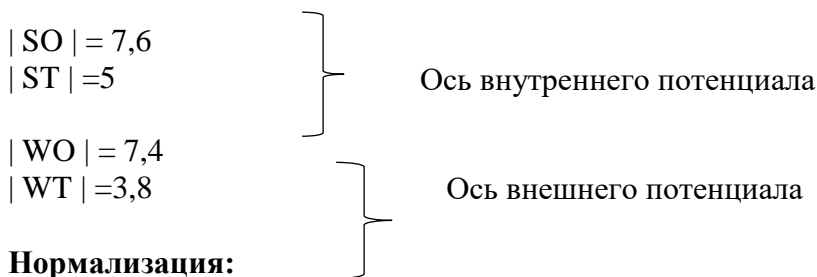 | SO | = 7,6
| ST | =5 Ось внутреннего потенциала
| WO | = 7,4
| WT | =3,8 Ось внешнего потенциала
Нормализация: